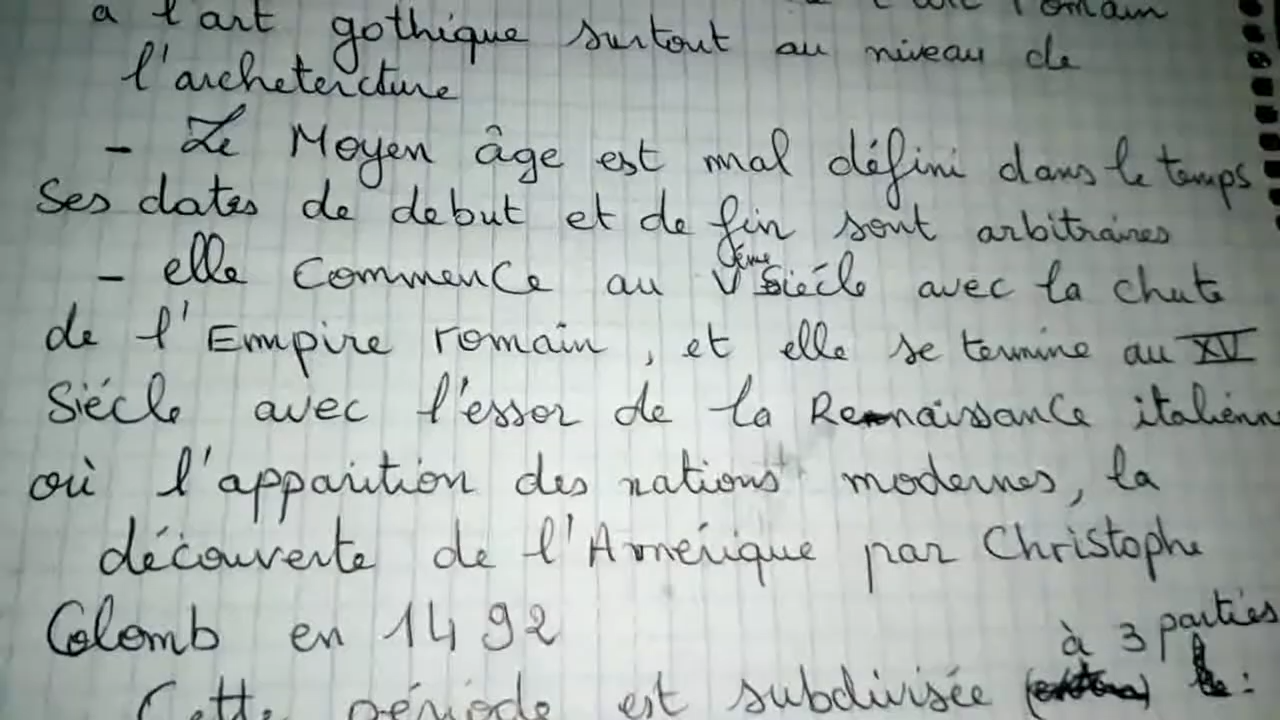 à l'art gothique surtout au niveau de
l'archetercture
- Le Moyen âge est mal défini dans le temps
Ses dates de debut et de fin sont arbitraires
- elle commence au V ème Siécle avec la chute
de l'Empire romain, et elle se termine au XV
Siécle avec l'essor de la Renaissance italienn
où l'apparition des nations modernes, la
découverte de l'Amérique par Christophe
Colomb en 1492
à 3 parties
Cette période est subdivisée :